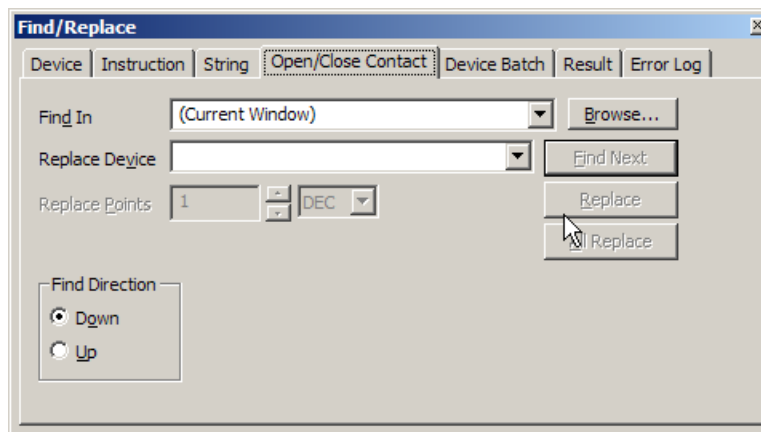 Find/Replace
Device Instruction String Open/Close Contact Device Batch Result Error Log
Find In (Current Window) Browse...
Replace Device Find Next
Replace Points 1 DEC Replace
All Replace
Find Direction
Down
Up